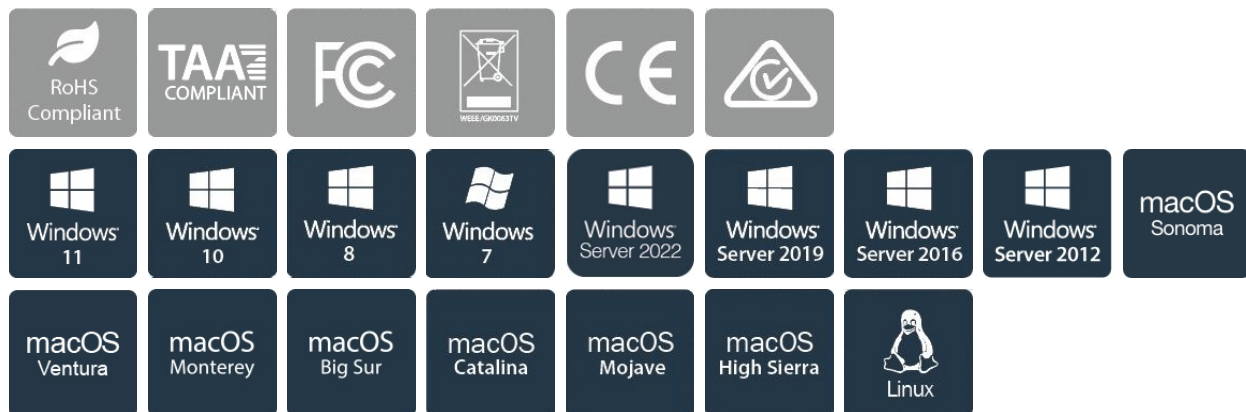 RoHS
Compliant
TAA
COMPLIANT
FC
WEEE/GK0063TV
CE
Windows
11
Windows
10
Windows
8
Windows
7
Windows
Server 2022
Windows
Server 2019
Windows
Server 2016
Windows
Server 2012
macOS
Sonoma
macOS
Ventura
macOS
Monterey
macOS
Big Sur
macOS
Catalina
macOS
Mojave
macOS
High Sierra
Linux